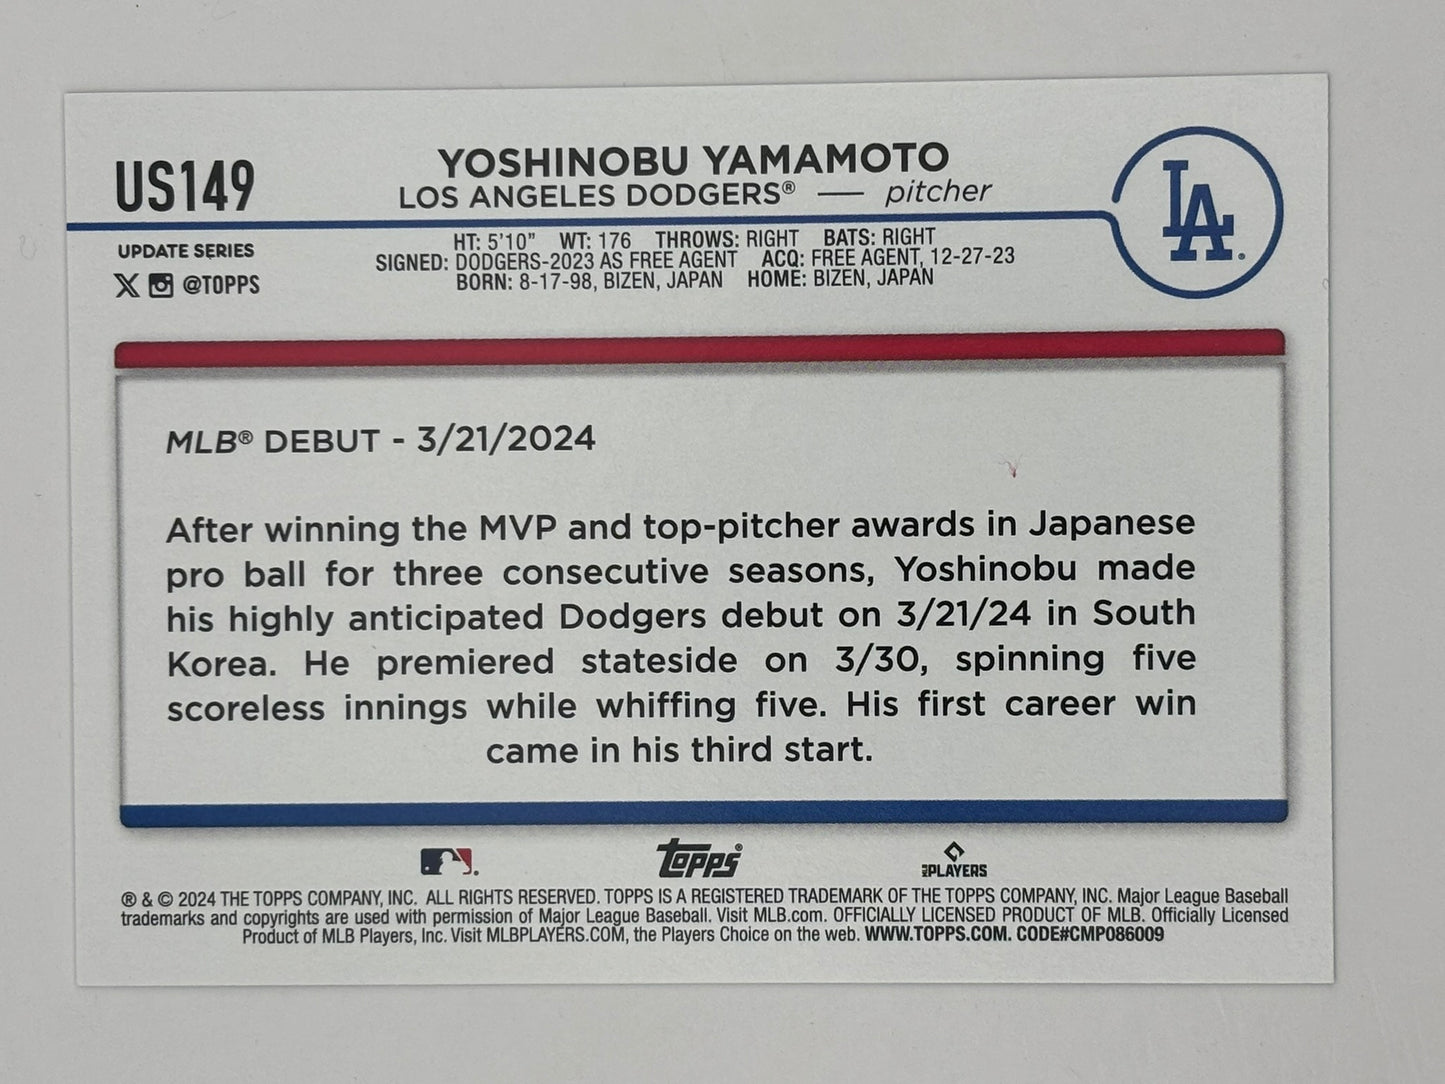 US149
YOSHINOBU YAMAMOTO
LOS ANGELES DODGERS® — pitcher
LA
UPDATE SERIES
X @TOPPS
HT: 5'10" WT: 176 THROWS: RIGHT BATS: RIGHT
SIGNED: DODGERS-2023 AS FREE AGENT ACQ: FREE AGENT, 12-27-23
BORN: 8-17-98, BIZEN, JAPAN HOME: BIZEN, JAPAN
MLB® DEBUT - 3/21/2024
After winning the MVP and top-pitcher awards in Japanese
pro ball for three consecutive seasons, Yoshinobu made
his highly anticipated Dodgers debut on 3/21/24 in South
Korea. He premiered stateside on 3/30, spinning five
scoreless innings while whiffing five. His first career win
came in his third start.
topps®
MLB PLAYERS
® & © 2024 THE TOPPS COMPANY, INC. ALL RIGHTS RESERVED. TOPPS IS A REGISTERED TRADEMARK OF THE TOPPS COMPANY, INC. Major League Baseball
trademarks and copyrights are used with permission of Major League Baseball. Visit MLB.com. OFFICIALLY LICENSED PRODUCT OF MLB. Officially Licensed
Product of MLB Players, Inc. Visit MLBPLAYERS.COM, the Players Choice on the web. WWW.TOPPS.COM. CODE#CMP086009